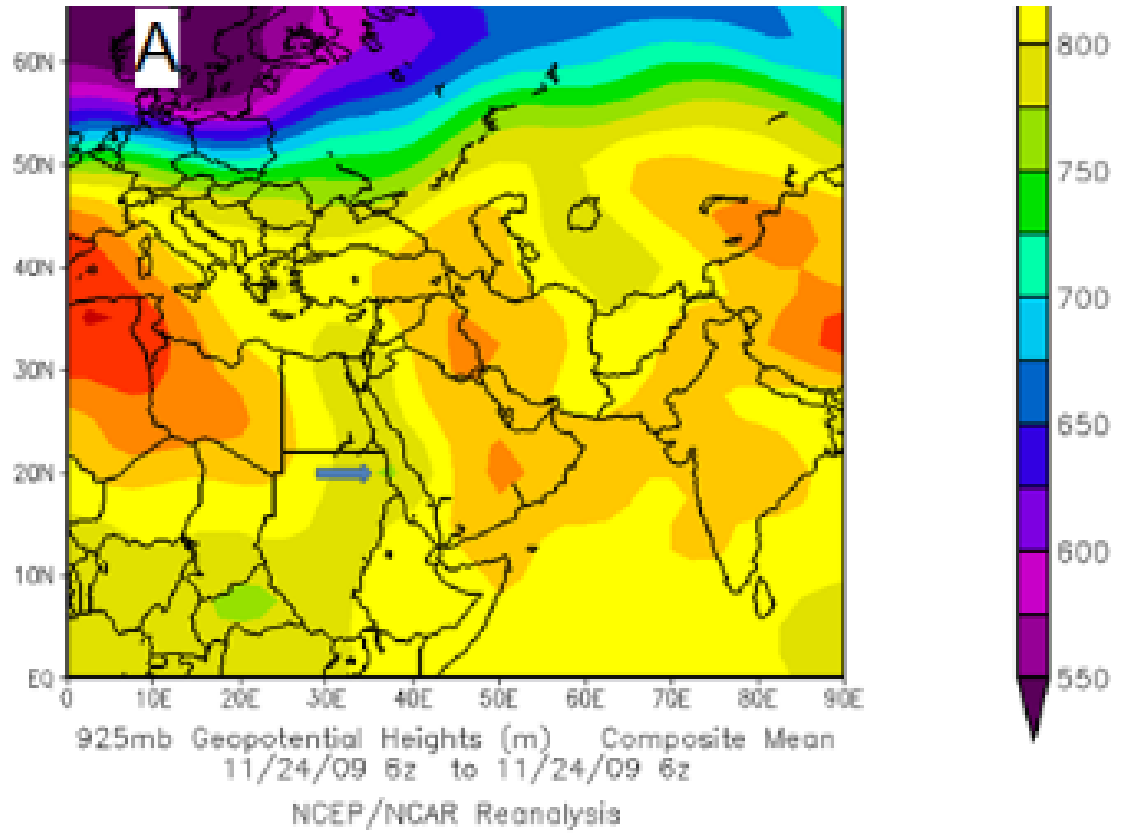 A
60N
50N
40N
30N
20N
10N
EQ
0 10E 20E 30E 40E 50E 60E 70E 80E 90E
800
750
700
650
600
550
925mb Geopotential Heights (m) Composite Mean
11/24/09 6z to 11/24/09 6z
NCEP/NCAR Reanalysis